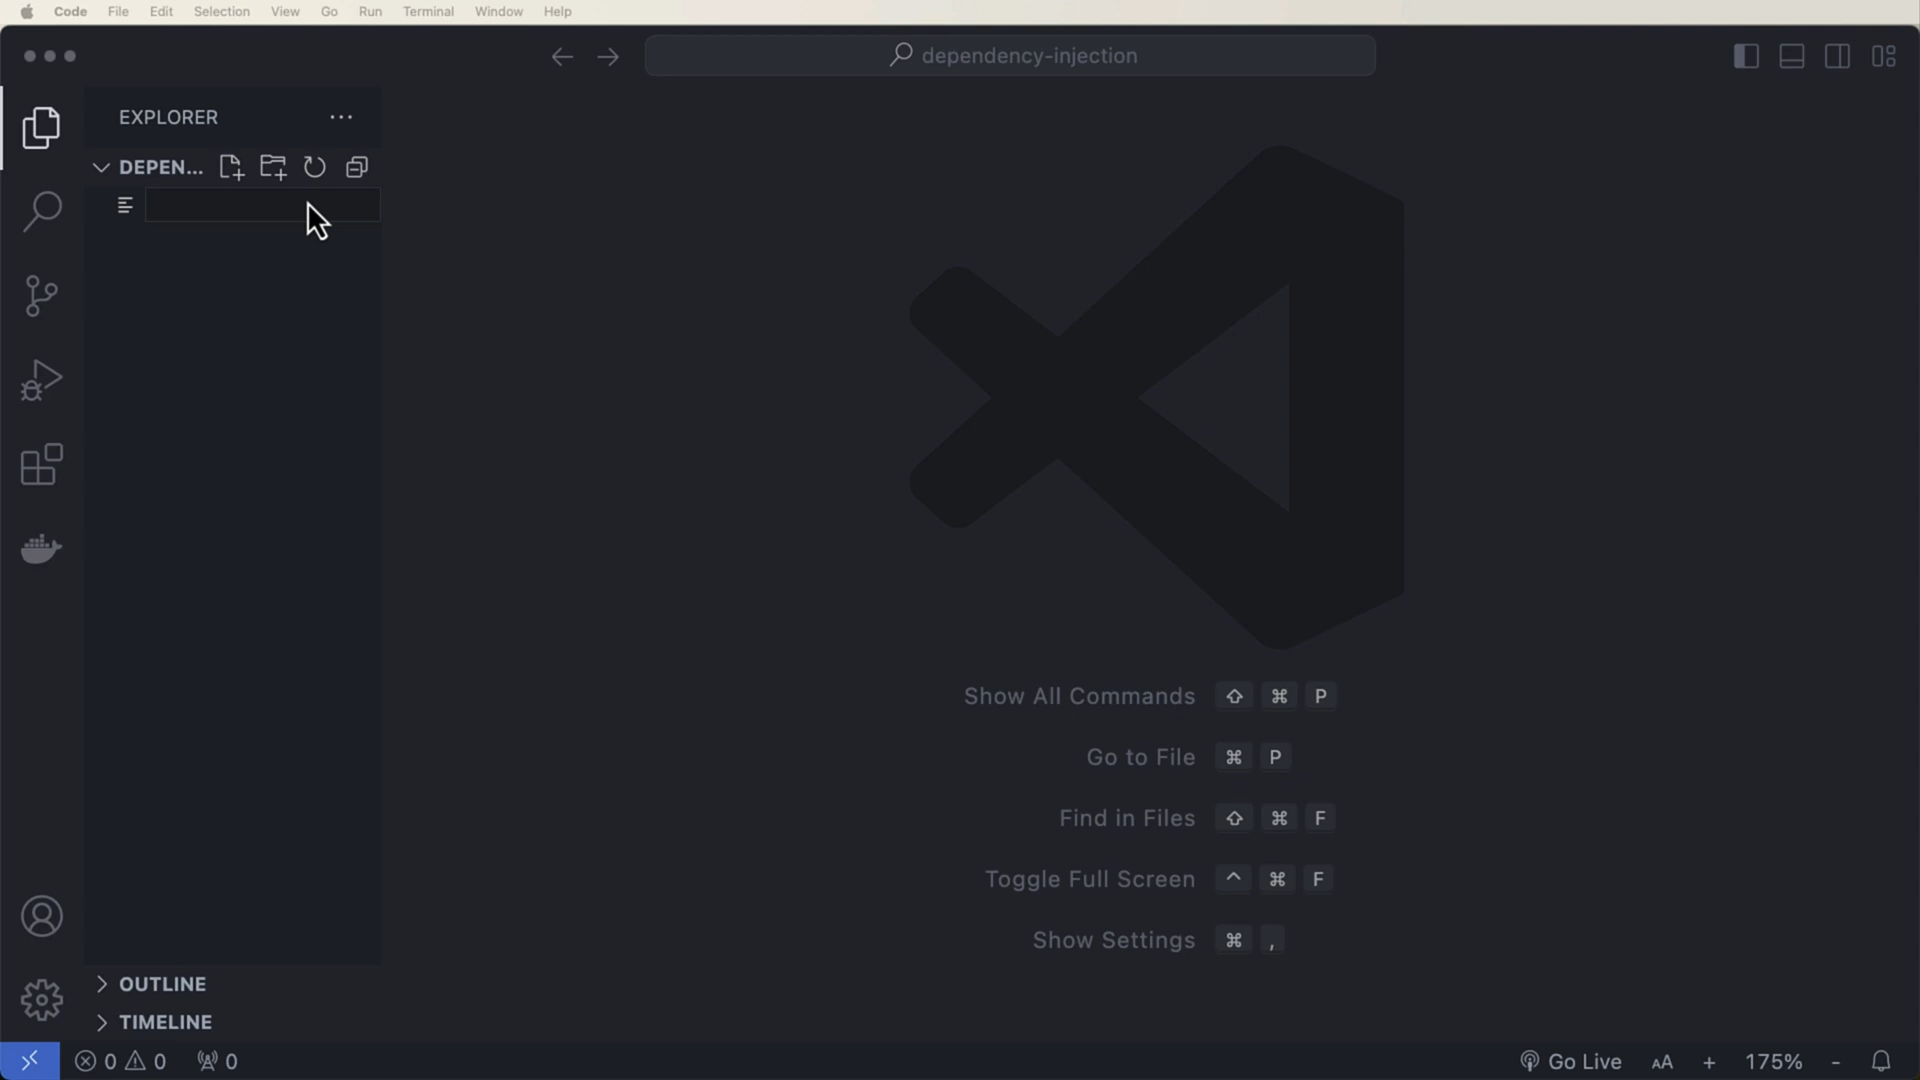 Code File Edit Selection View Go Run Terminal Window Help
dependency-injection
EXPLORER
DEPEN...
Show All Commands ⇧ ⌘ P
Go to File ⌘ P
Find in Files ⇧ ⌘ F
Toggle Full Screen ^ ⌘ F
Show Settings ⌘ ,
OUTLINE
TIMELINE
0 0 0 Go Live AA + 175% -